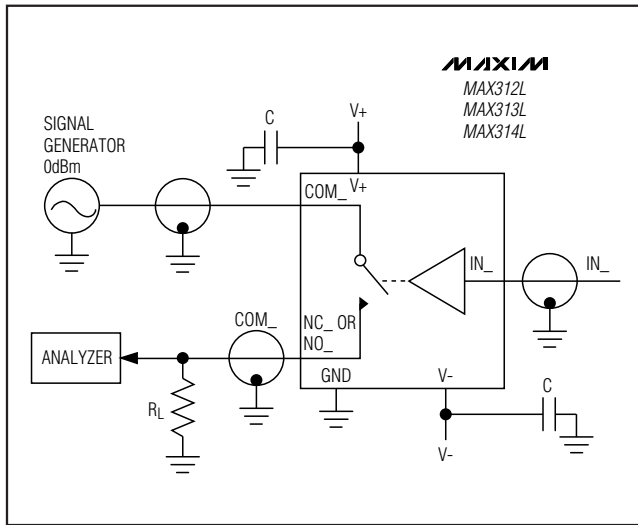 MAXIM
MAX312L
MAX313L
MAX314L
V+
C
SIGNAL
GENERATOR
0dBm
COM_
V+
IN_
IN_
COM_
NC_ OR
NO_
ANALYZER
GND
V-
C
RL
V-